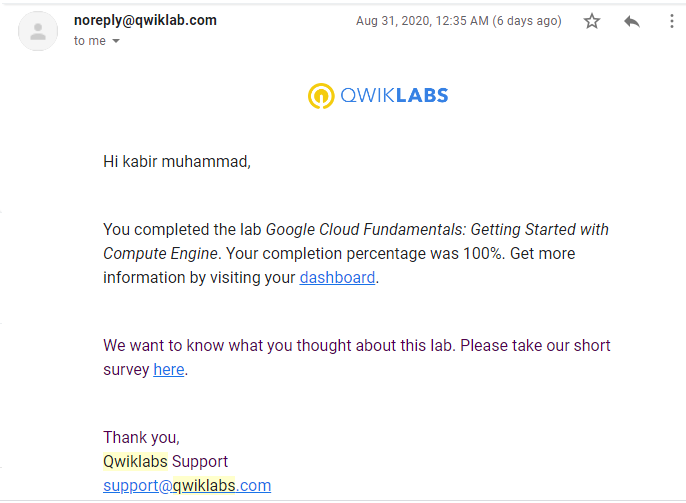 noreply@qwiklab.com
Aug 31, 2020, 12:35 AM (6 days ago)
to me
QWIKLABS
Hi kabir muhammad,
You completed the lab Google Cloud Fundamentals: Getting Started with
Compute Engine. Your completion percentage was 100%. Get more
information by visiting your dashboard.
We want to know what you thought about this lab. Please take our short
survey here.
Thank you,
Qwiklabs Support
support@qwiklabs.com